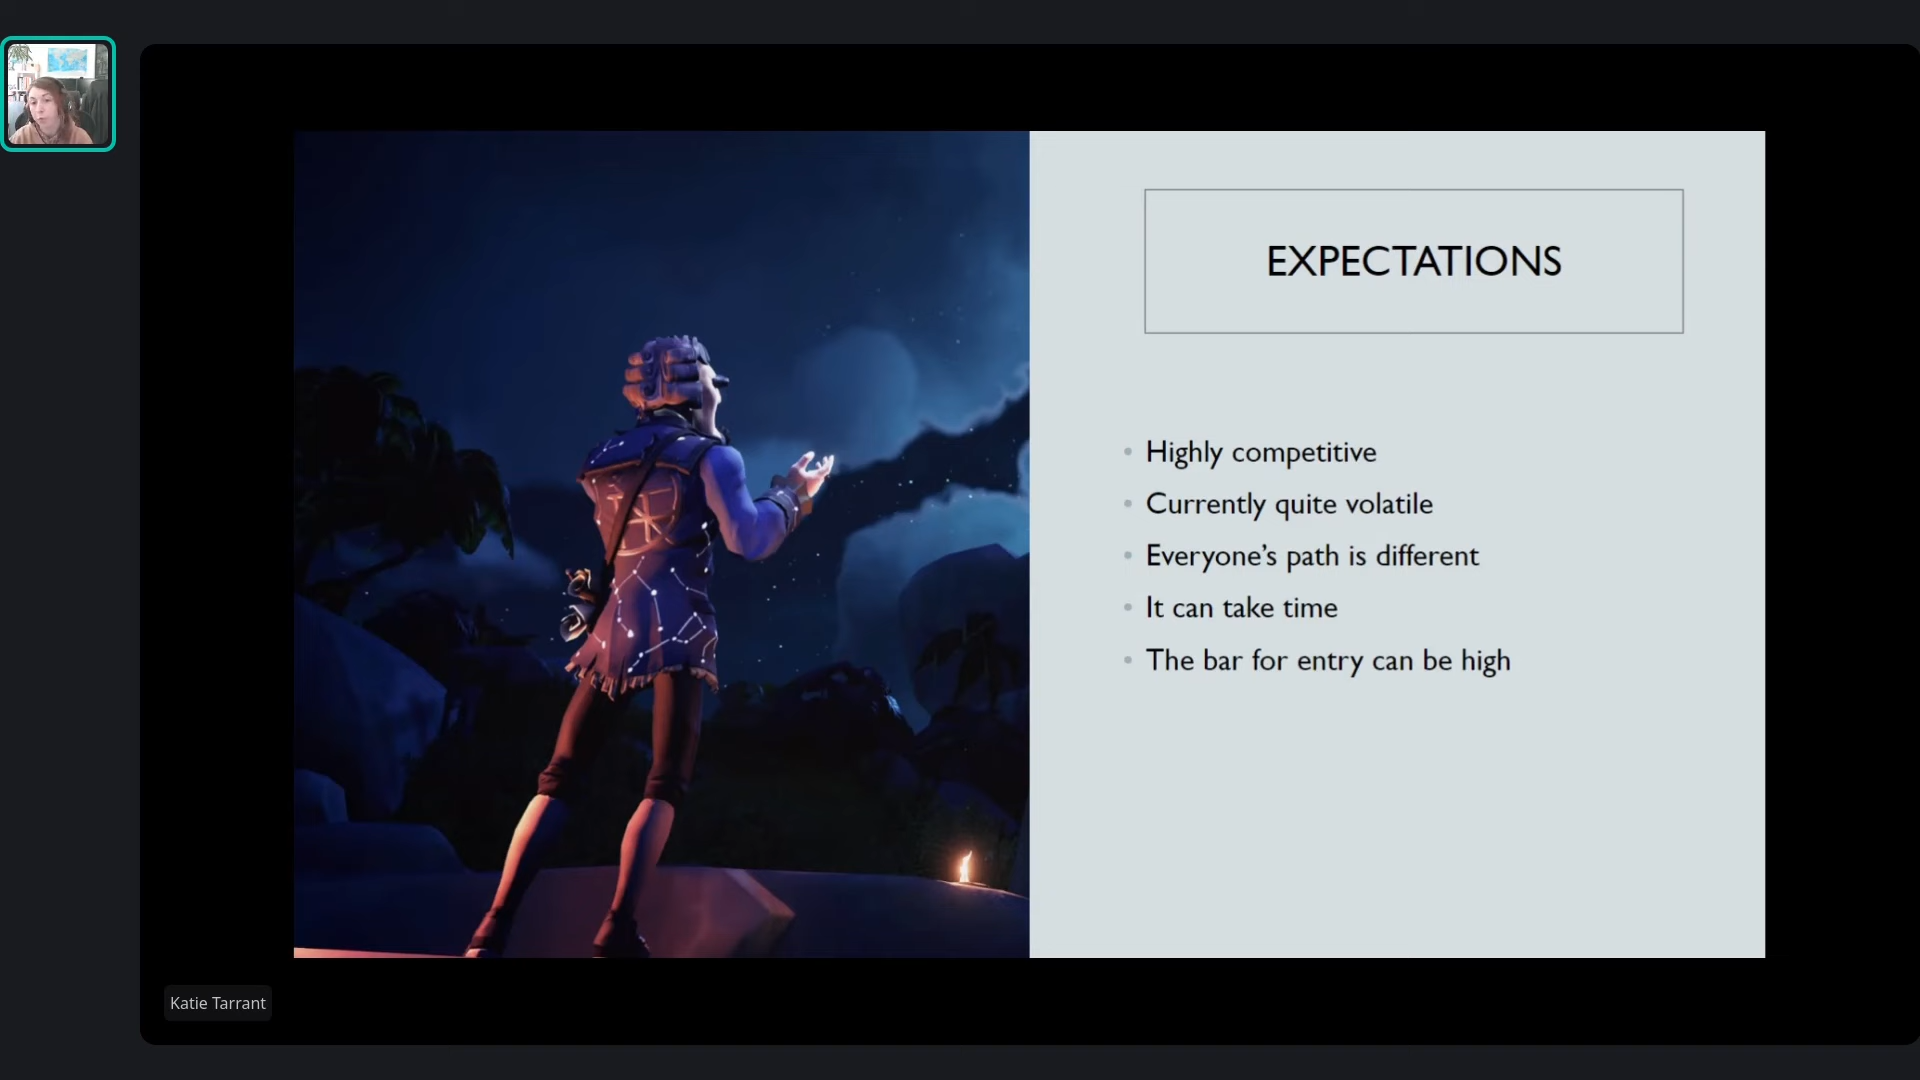 EXPECTATIONS
Highly competitive
Currently quite volatile
Everyone’s path is different
It can take time
The bar for entry can be high
Katie Tarrant